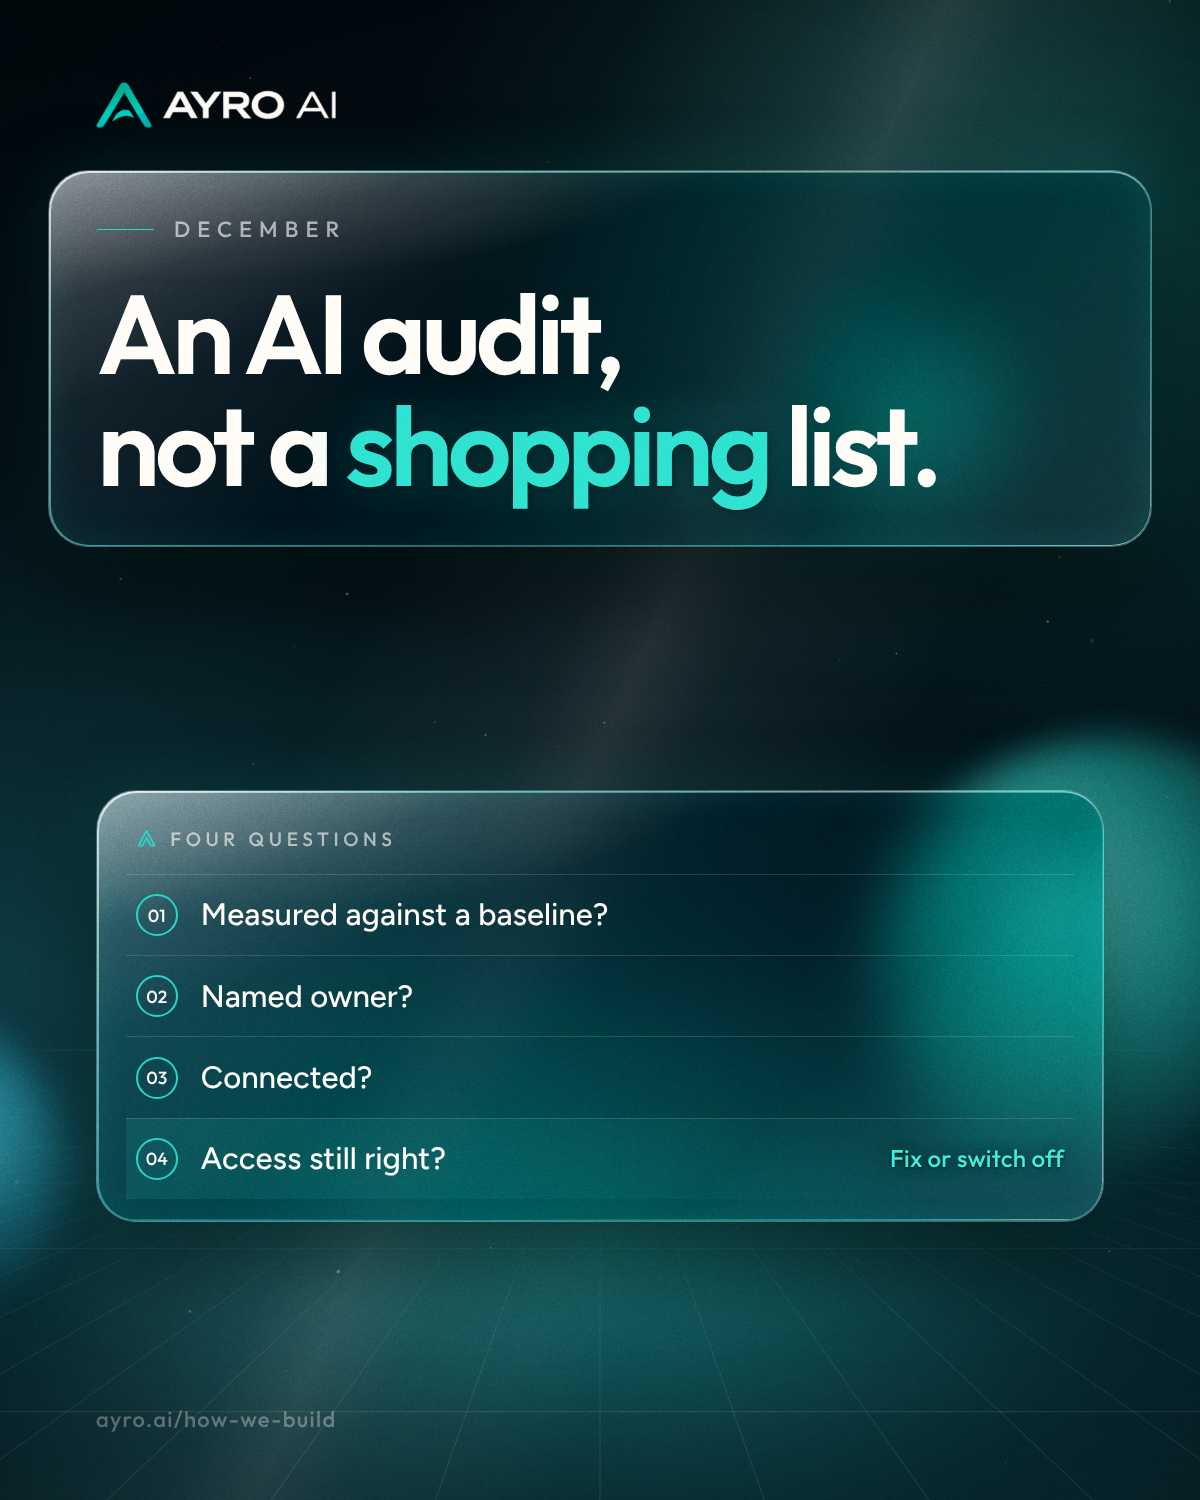 AYRO AI
DECEMBER
An AI audit,
not a shopping list.
FOUR QUESTIONS
01 Measured against a baseline?
02 Named owner?
03 Connected?
04 Access still right? Fix or switch off
ayro.ai/how-we-build